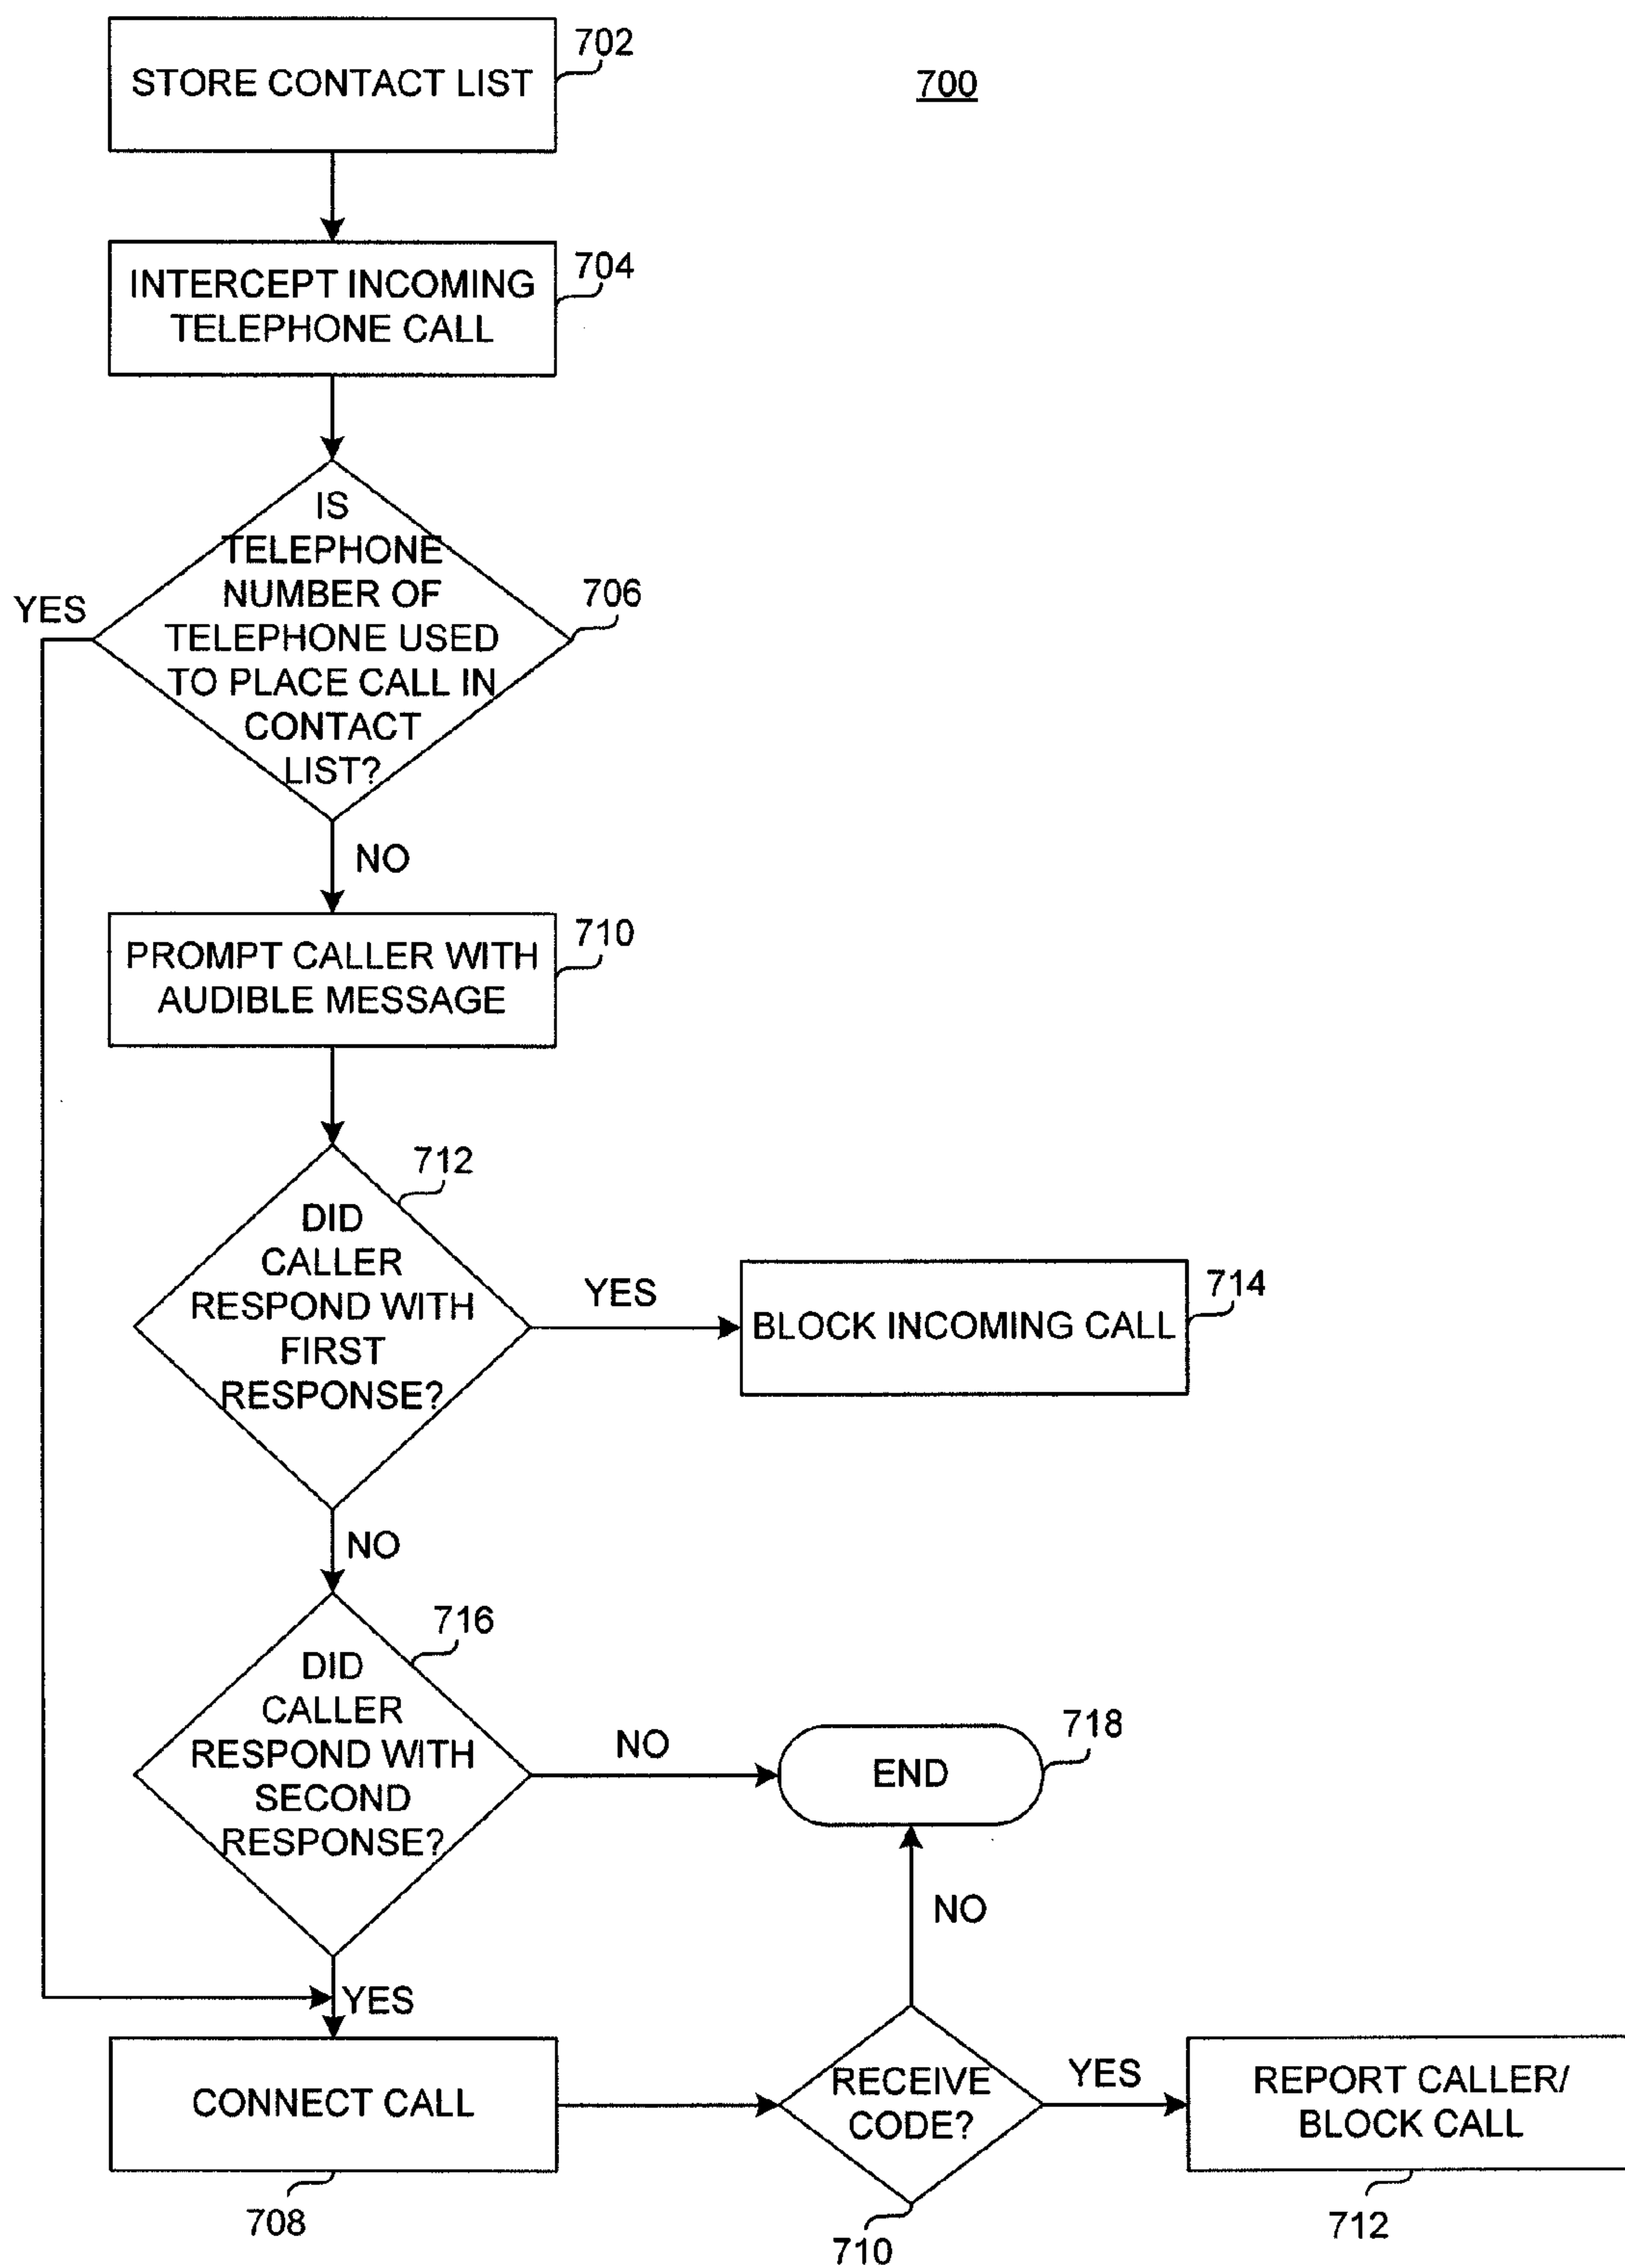 702
STORE CONTACT LIST
700
704
INTERCEPT INCOMING
TELEPHONE CALL
IS
TELEPHONE
NUMBER OF
TELEPHONE USED
TO PLACE CALL IN
CONTACT
LIST?
706
YES
NO
710
PROMPT CALLER WITH
AUDIBLE MESSAGE
712
DID
CALLER
RESPOND WITH
FIRST
RESPONSE?
YES
714
BLOCK INCOMING CALL
NO
716
DID
CALLER
RESPOND WITH
SECOND
RESPONSE?
NO
718
END
NO
YES
CONNECT CALL
708
RECEIVE
CODE?
710
YES
REPORT CALLER/
BLOCK CALL
712